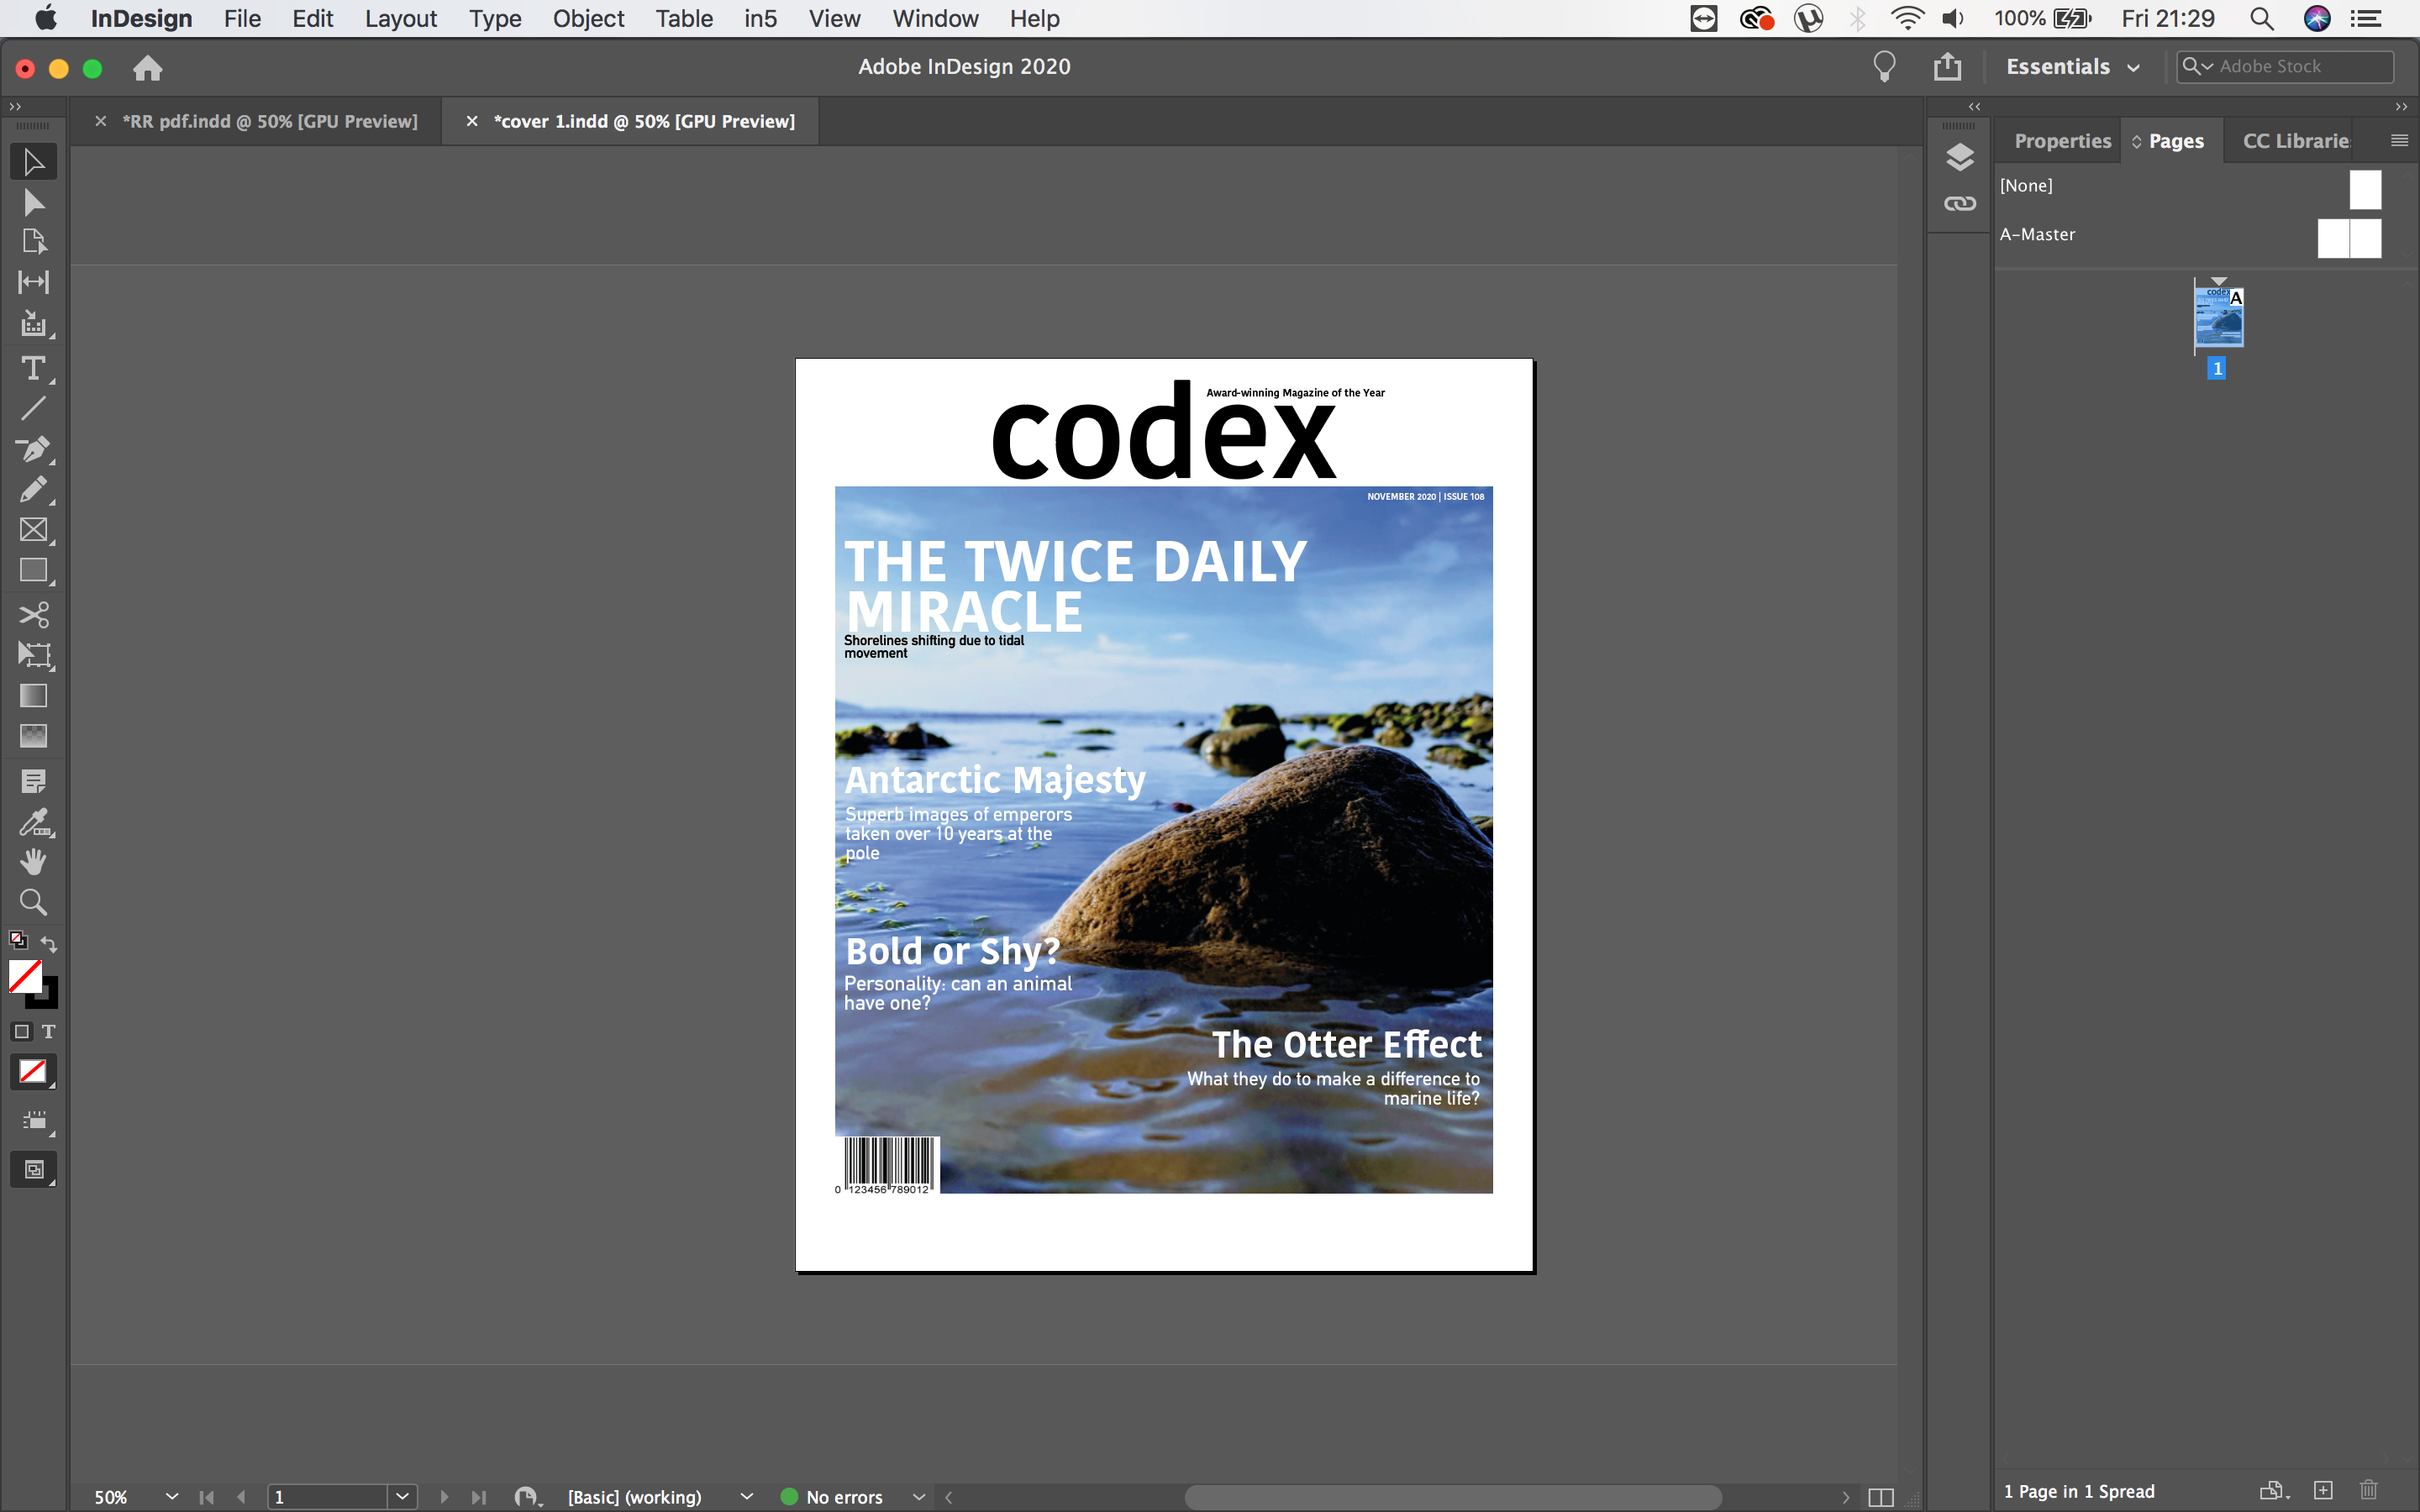 InDesign File Edit Layout Type Object Table in5 View Window Help 100% Fri 21:29
Adobe InDesign 2020 Essentials Adobe Stock
*RR pdf.indd @ 50% [GPU Preview] *cover 1.indd @ 50% [GPU Preview]
Properties Pages CC Librarie
[None]
A-Master
codex
A
1
Award-winning Magazine of the Year
codex
NOVEMBER 2020 | ISSUE 108
THE TWICE DAILY
MIRACLE
Shorelines shifting due to tidal
movement
Antarctic Majesty
Superb images of emperors
taken over 10 years at the
pole
Bold or Shy?
Personality: can an animal
have one?
The Otter Effect
What they do to make a difference to
marine life?
0 123456 789012
50% 1 [Basic] (working) No errors
1 Page in 1 Spread